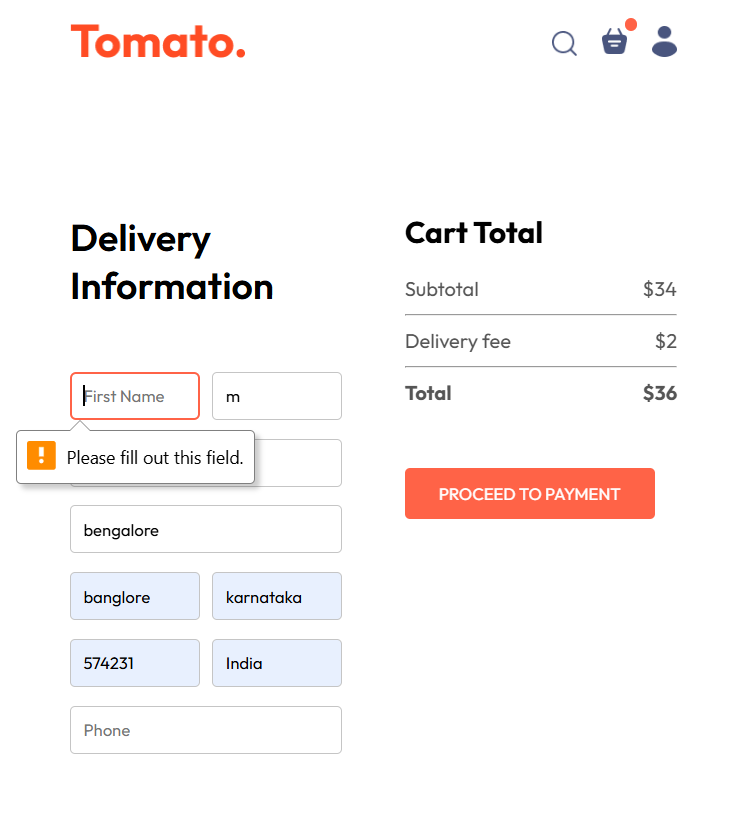 Tomato.
Delivery
Information
First Name
m
Please fill out this field.
bengalore
banglore
karnataka
574231
India
Phone
Cart Total
Subtotal $34
Delivery fee $2
Total $36
PROCEED TO PAYMENT